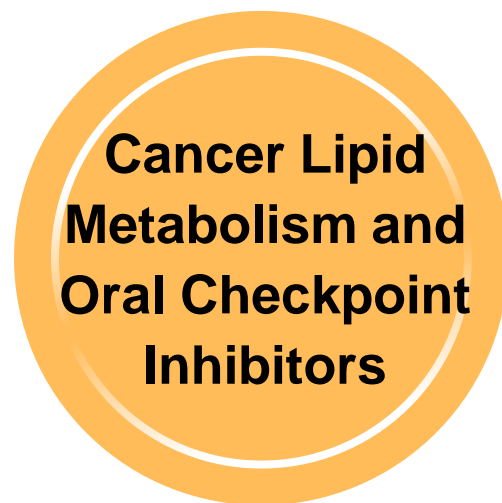 Cancer Lipid
Metabolism and
Oral Checkpoint
Inhibitors